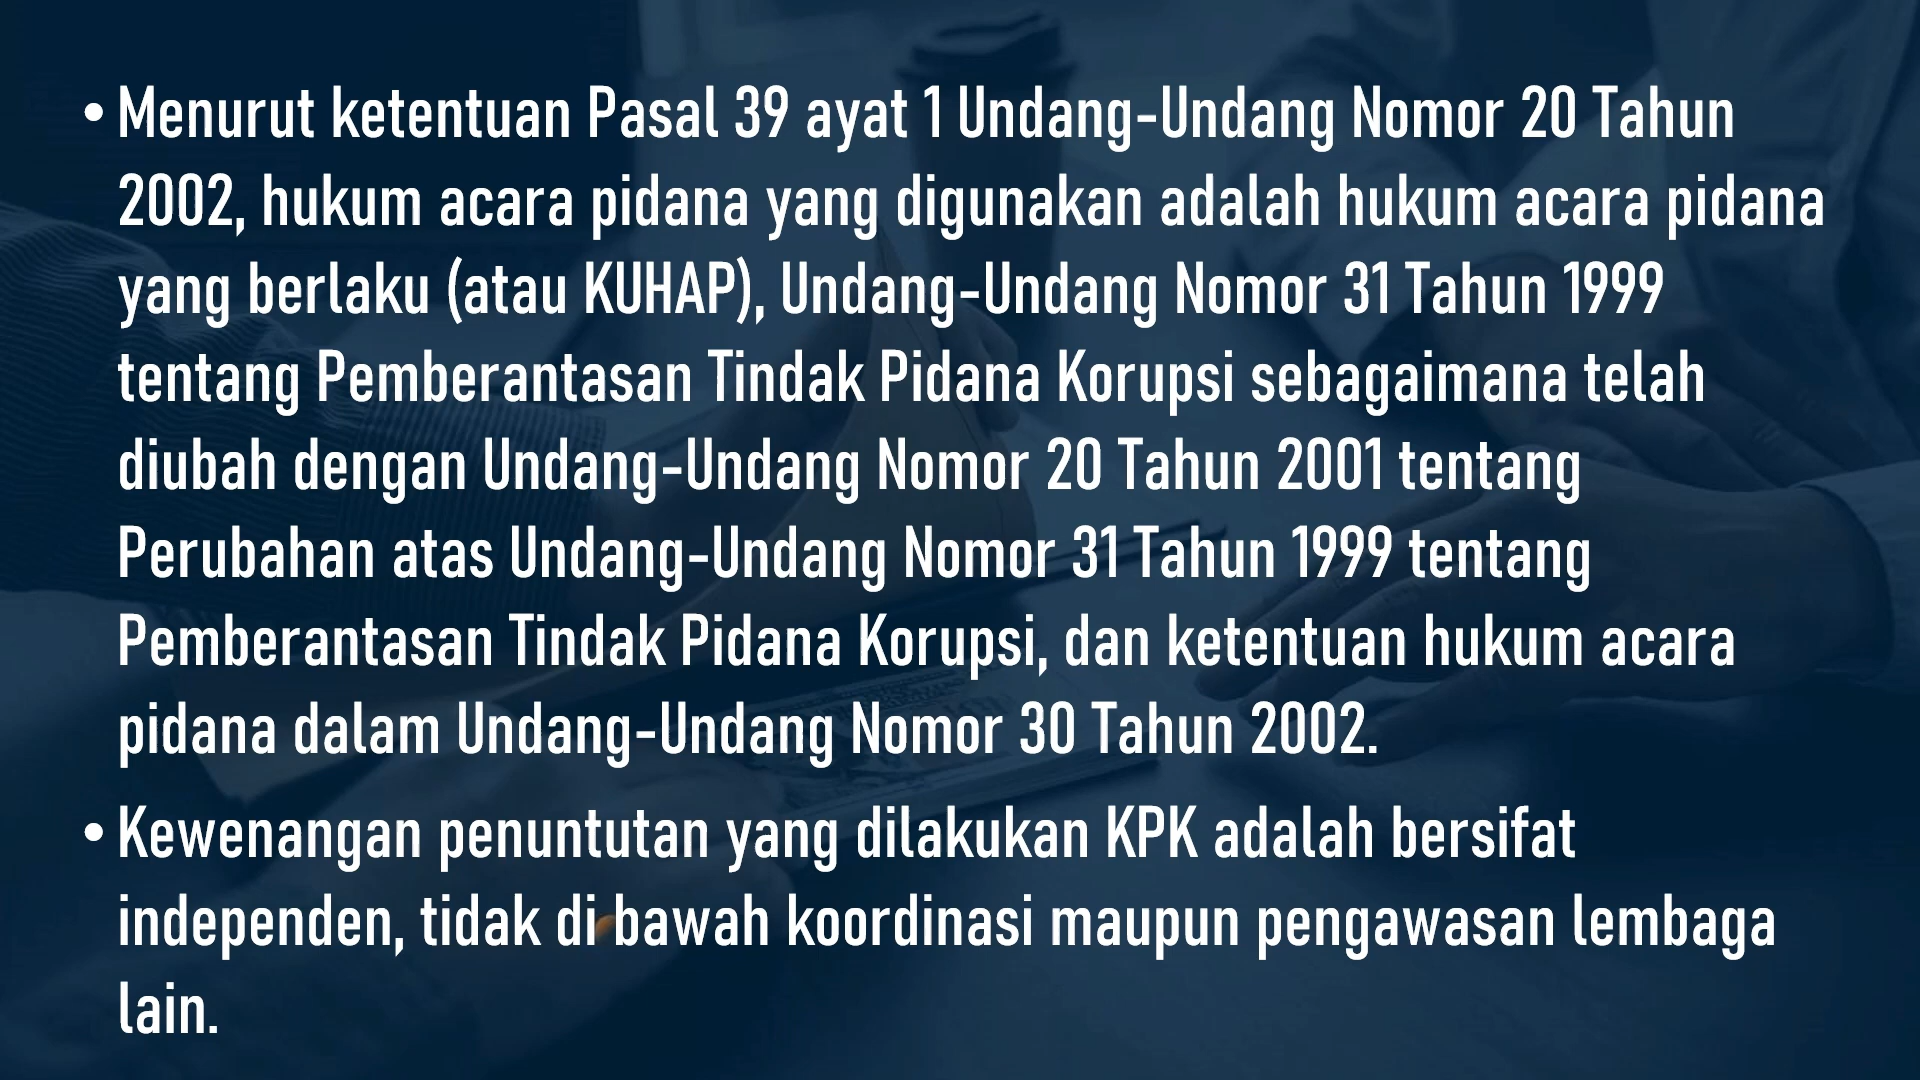 • Menurut ketentuan Pasal 39 ayat 1 Undang-Undang Nomor 20 Tahun
2002, hukum acara pidana yang digunakan adalah hukum acara pidana
yang berlaku (atau KUHAP), Undang-Undang Nomor 31 Tahun 1999
tentang Pemberantasan Tindak Pidana Korupsi sebagaimana telah
diubah dengan Undang-Undang Nomor 20 Tahun 2001 tentang
Perubahan atas Undang-Undang Nomor 31 Tahun 1999 tentang
Pemberantasan Tindak Pidana Korupsi, dan ketentuan hukum acara
pidana dalam Undang-Undang Nomor 30 Tahun 2002.
• Kewenangan penuntutan yang dilakukan KPK adalah bersifat
independen, tidak di bawah koordinasi maupun pengawasan lembaga
lain.